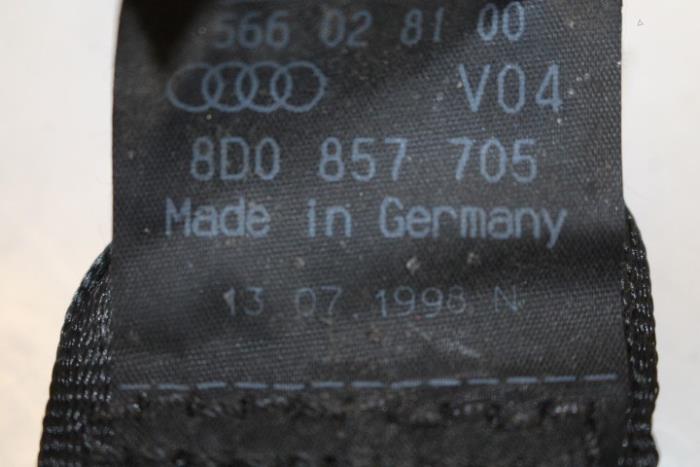 566 02 81 00
V04
8D0 857 705
Made in Germany
13.07.1998 N